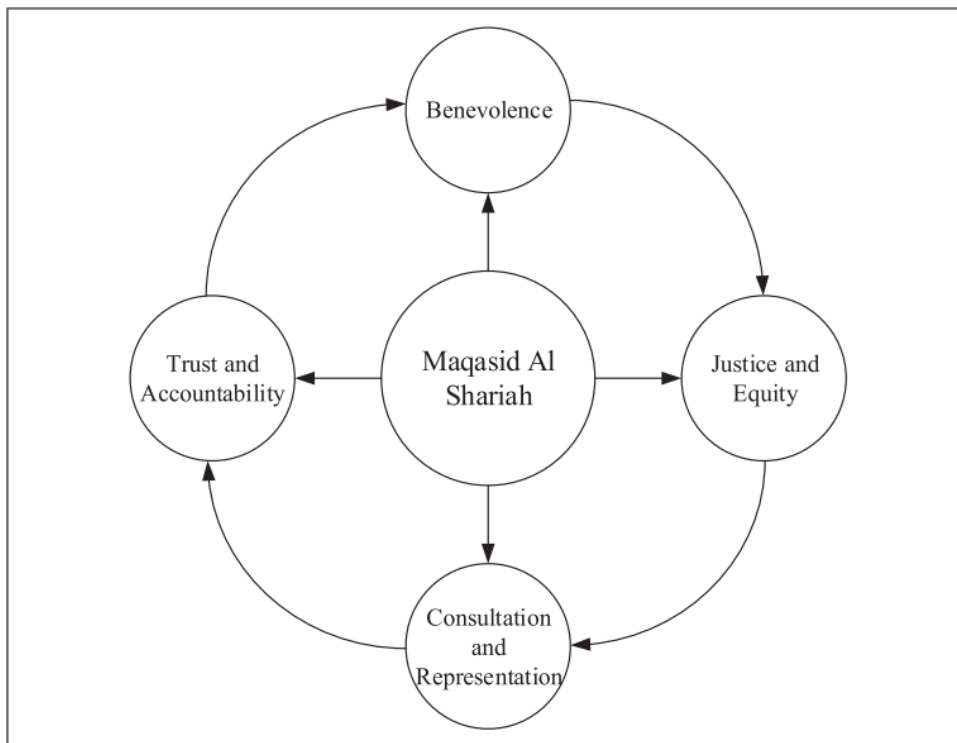 Benevolence
Trust and
Accountability
Maqasid Al
Shariah
Justice and
Equity
Consultation
and
Representation